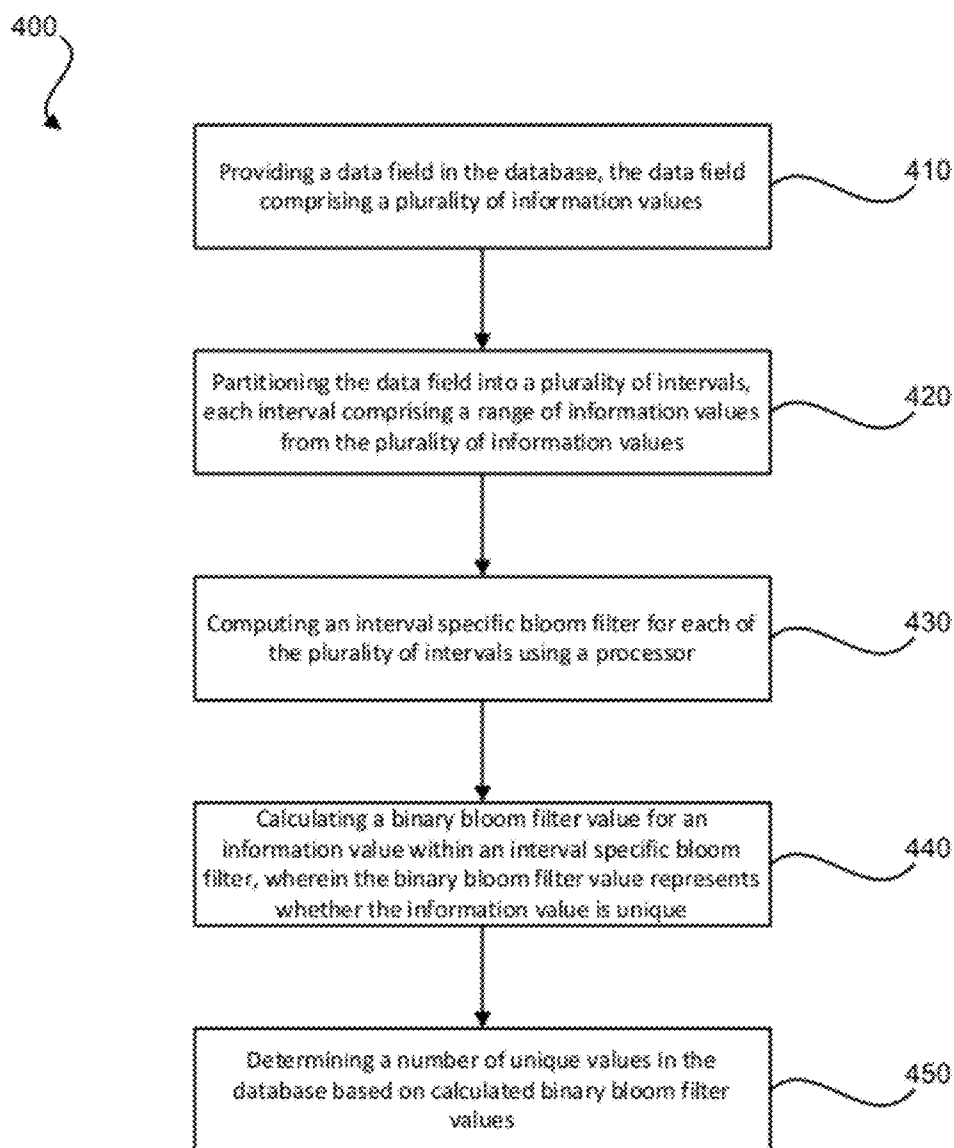 400
Providing a data field in the database, the data field
comprising a plurality of information values
410
Partitioning the data field into a plurality of intervals,
each interval comprising a range of information values
from the plurality of information values
420
Computing an interval specific bloom filter for each of
the plurality of intervals using a processor
430
Calculating a binary bloom filter value for an
information value within an interval specific bloom
filter, wherein the binary bloom filter value represents
whether the information value is unique
440
Determining a number of unique values in the
database based on calculated binary bloom filter
values
450